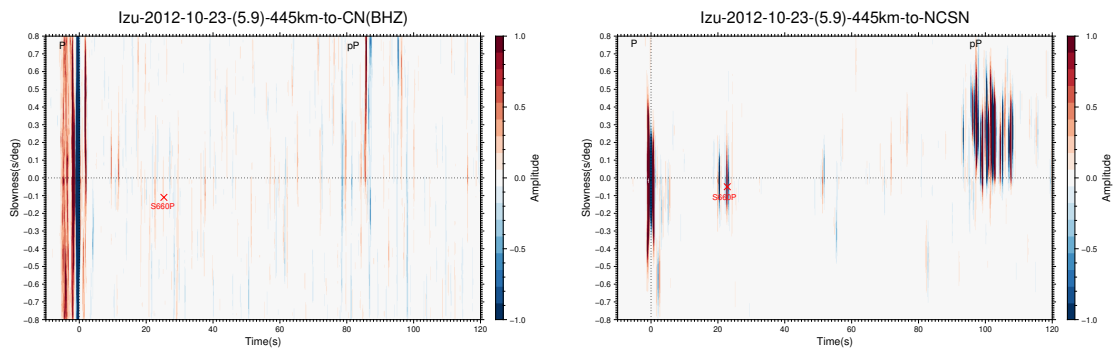 Izu-2012-10-23-(5.9)-445km-to-CN(BHZ)
Slowness(s/deg)
0.8
0.7
0.6
0.5
0.4
0.3
0.2
0.1
0.0
−0.1
−0.2
−0.3
−0.4
−0.5
−0.6
−0.7
−0.8
P
pP
S660P
0 20 40 60 80 100 120
Time(s)
1.0
0.5
0.0
−0.5
−1.0
Amplitude
Izu-2012-10-23-(5.9)-445km-to-NCSN
Slowness(s/deg)
0.8
0.7
0.6
0.5
0.4
0.3
0.2
0.1
0.0
−0.1
−0.2
−0.3
−0.4
−0.5
−0.6
−0.7
−0.8
P
pP
S660P
0 20 40 60 80 100 120
Time(s)
1.0
0.5
0.0
−0.5
−1.0
Amplitude